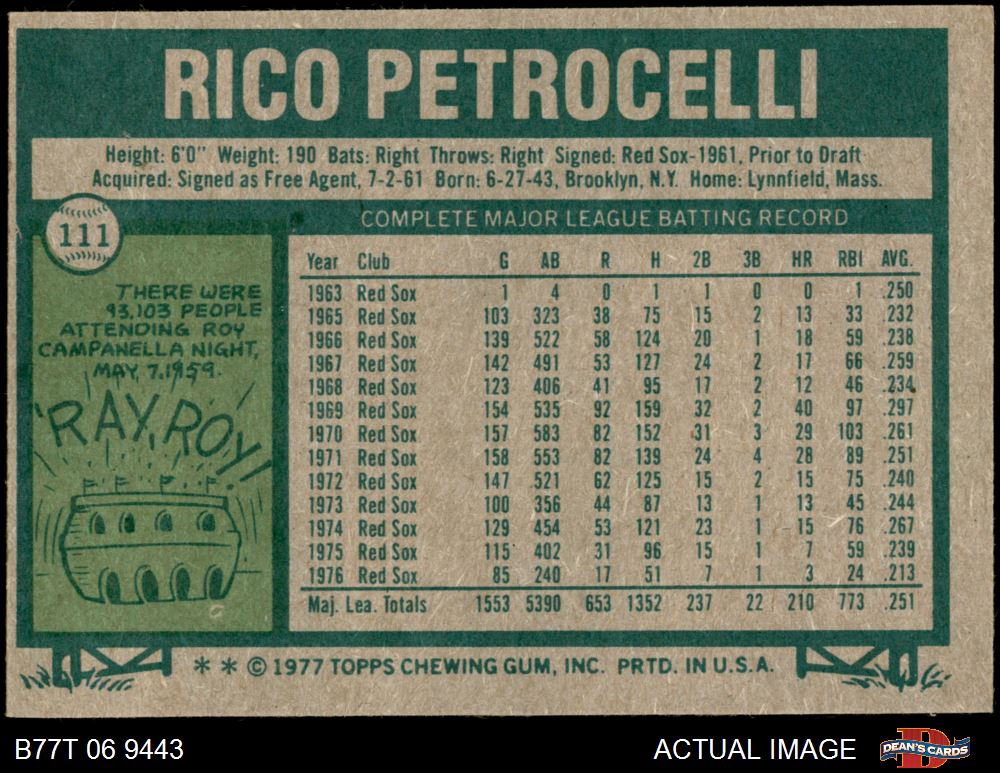 RICO PETROCELLI
Height: 6'0" Weight: 190 Bats: Right Throws: Right Signed: Red Sox-1961, Prior to Draft
Acquired: Signed as Free Agent, 7-2-61 Born: 6-27-43, Brooklyn, N.Y. Home: Lynnfield, Mass.
111
THERE WERE
93,103 PEOPLE
ATTENDING ROY
CAMPANELLA NIGHT,
MAY 7, 1959.
'RAY, ROY!
COMPLETE MAJOR LEAGUE BATTING RECORD
Year Club G AB R H 2B 3B HR RBI AVG.
1963 Red Sox 1 4 0 1 1 0 0 1 .250
1965 Red Sox 103 323 38 75 15 2 13 33 .232
1966 Red Sox 139 522 58 124 20 1 18 59 .238
1967 Red Sox 142 491 53 127 24 2 17 66 .259
1968 Red Sox 123 406 41 95 17 2 12 46 .234
1969 Red Sox 154 535 92 159 32 2 40 97 .297
1970 Red Sox 157 583 82 152 31 3 29 103 .261
1971 Red Sox 158 553 82 139 24 4 28 89 .251
1972 Red Sox 147 521 62 125 15 2 15 75 .240
1973 Red Sox 100 356 44 87 13 1 13 45 .244
1974 Red Sox 129 454 53 121 23 1 15 76 .267
1975 Red Sox 115 402 31 96 15 1 7 59 .239
1976 Red Sox 85 240 17 51 7 1 3 24 .213
Maj. Lea. Totals 1553 5390 653 1352 237 22 210 773 .251
* * © 1977 TOPPS CHEWING GUM, INC. PRTD. IN U.S.A.
B77T 06 9443 ACTUAL IMAGE DEAN'S CARDS